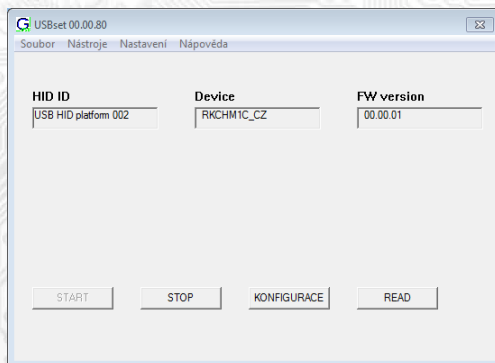 G USBset 00.00.80
Soubor Nástroje Nastavení Nápověda
HID ID Device FW version
USB HID platform 002 RKCHM1C_CZ 00.00.01
START STOP KONFIGURACE READ